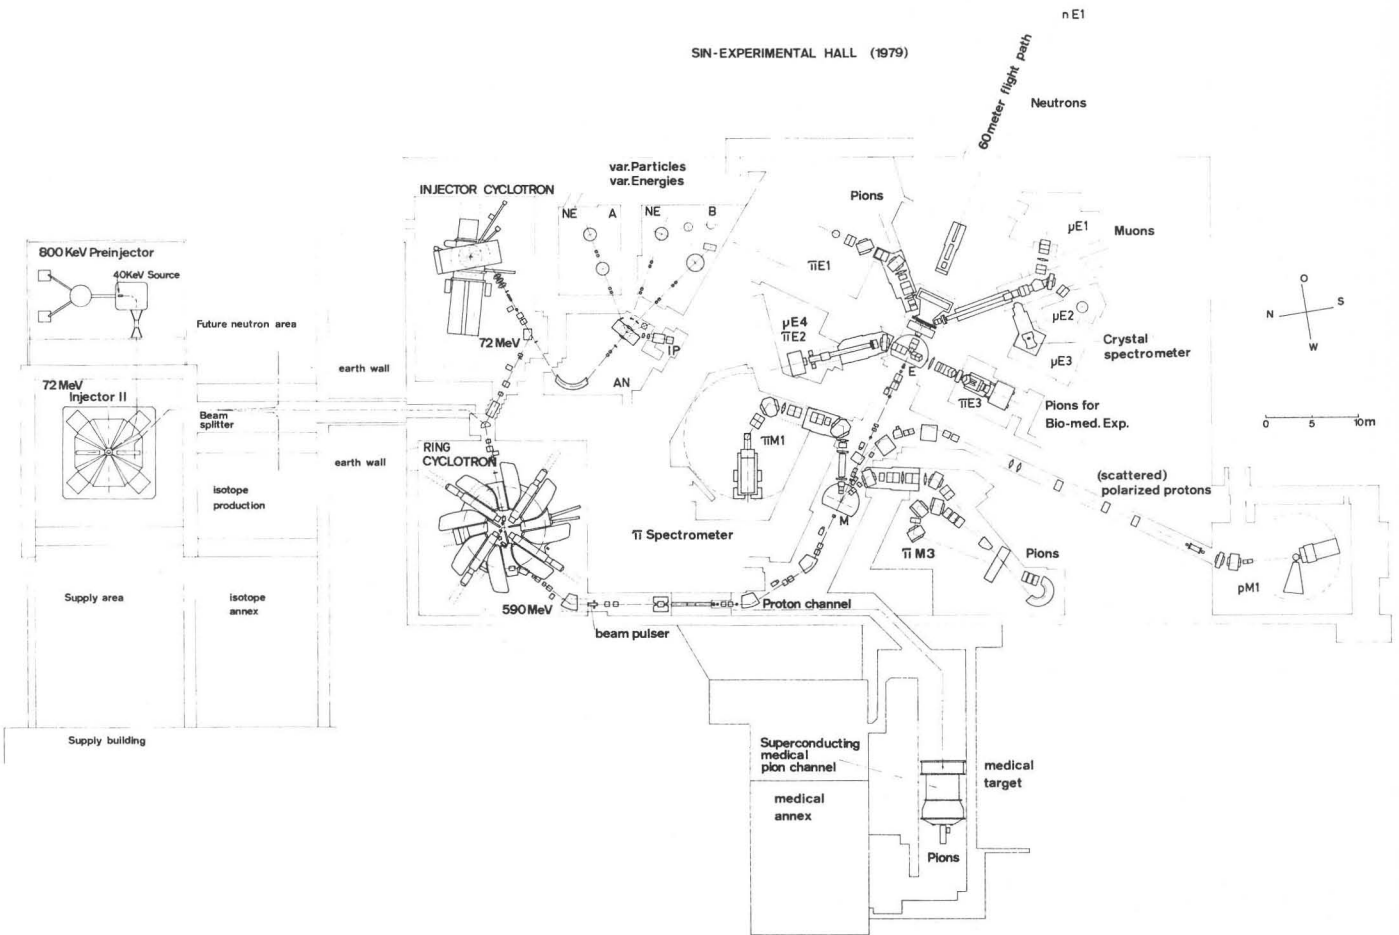 n E1
SIN-EXPERIMENTAL HALL (1979)
60 meter flight path
Neutrons
var.Particles
var.Energies
INJECTOR CYCLOTRON
NE
A
NE
B
Pions
µE1
Muons
800 KeV Preinjector
40KeV Source
πE1
O
N
S
W
µE2
Future neutron area
72 MeV
µE4
πE2
IP
Crystal
spectrometer
µE3
earth wall
AN
E
72 MeV
Injector II
Beam
splitter
πE3
Pions for
Bio-med. Exp.
0
5
10m
πM1
RING
CYCLOTRON
earth wall
(scattered)
polarized protons
isotope
production
M
π Spectrometer
π M3
Pions
pM1
Supply area
isotope
annex
590 MeV
Proton channel
beam pulser
Supply building
Superconducting
medical
pion channel
medical
target
medical
annex
Pions